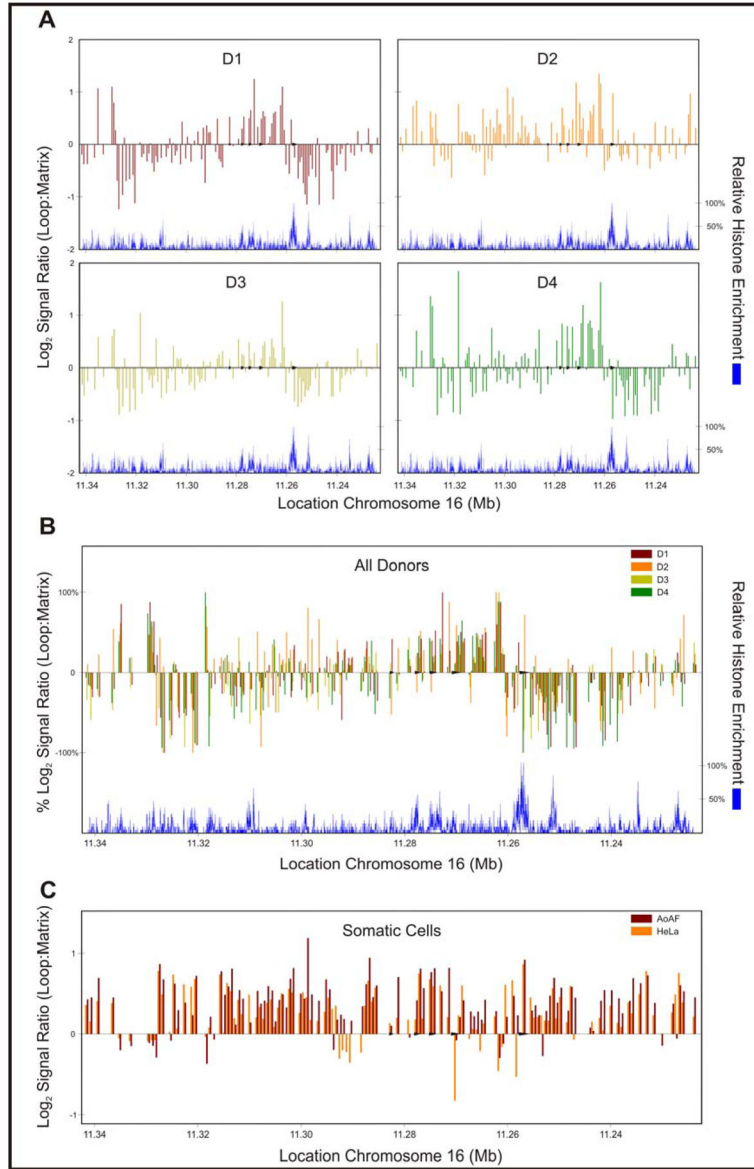 A
D1
D2
2
1
0
-1
-2
100%
50%
D3
D4
2
1
0
-1
-2
100%
50%
11.34 11.32 11.30 11.28 11.26 11.24
11.34 11.32 11.30 11.28 11.26 11.24
Log2 Signal Ratio (Loop:Matrix)
Relative Histone Enrichment
Location Chromosome 16 (Mb)
B
All Donors
D1
D2
D3
D4
100%
0
-100%
100%
50%
% Log2 Signal Ratio (Loop:Matrix)
Relative Histone Enrichment
11.34 11.32 11.30 11.28 11.26 11.24
Location Chromosome 16 (Mb)
C
Somatic Cells
AoAF
HeLa
1
0
-1
Log2 Signal Ratio (Loop:Matrix)
11.34 11.32 11.30 11.28 11.26 11.24
Location Chromosome 16 (Mb)